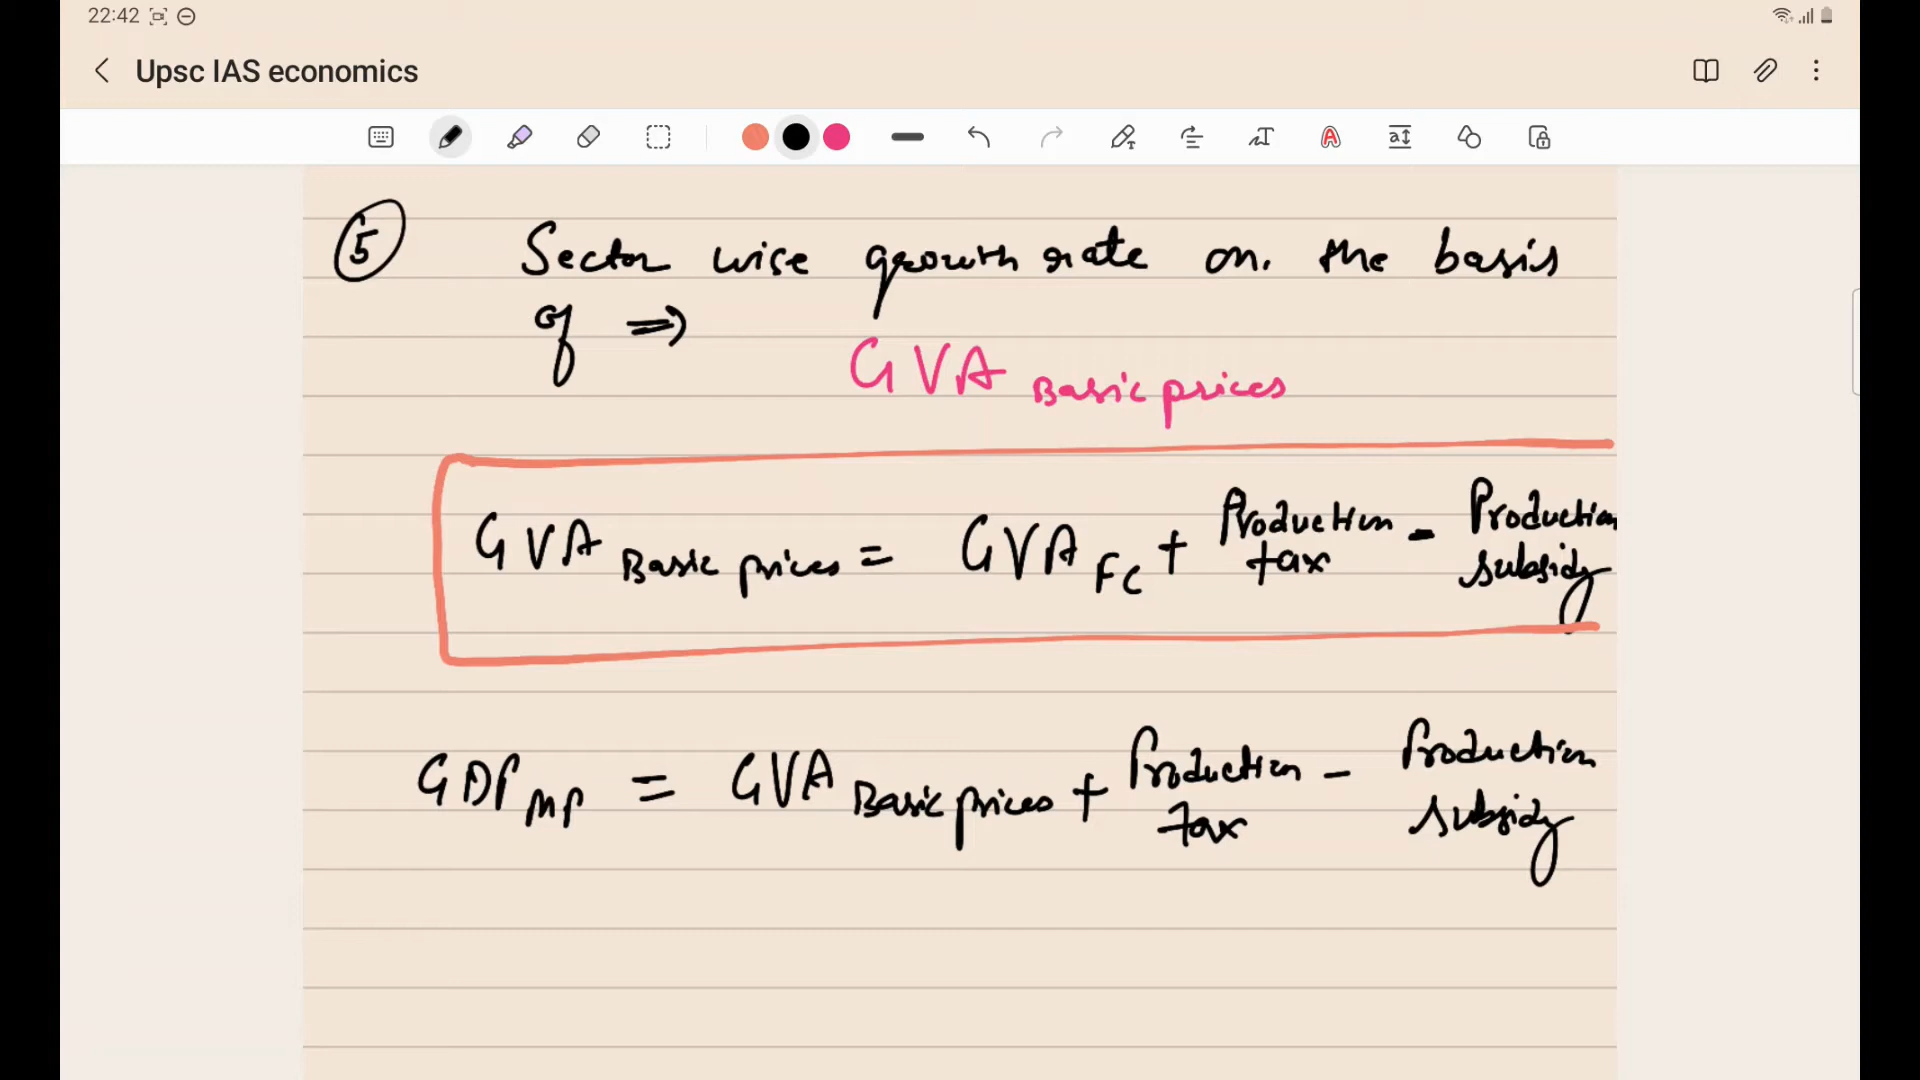 22:42
Upsc IAS economics
5 Sector wise growth rate on. the basis
of ⇒
GVA Basic prices
GVA Basic prices = GVA FC + Production tax - Production subsidy
GDP MP = GVA Basic prices + Production tax - Production subsidy